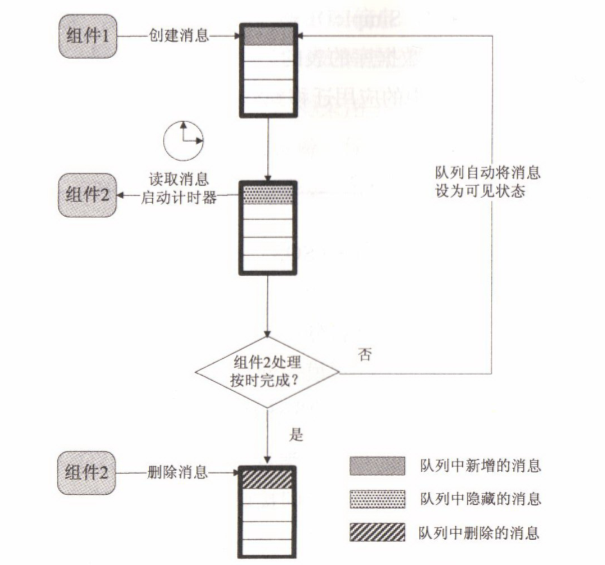 组件1
创建消息
读取消息
启动计时器
组件2
队列自动将消息
设为可见状态
组件2处理
按时完成？
否
是
组件2
删除消息
队列中新增的消息
队列中隐藏的消息
队列中删除的消息